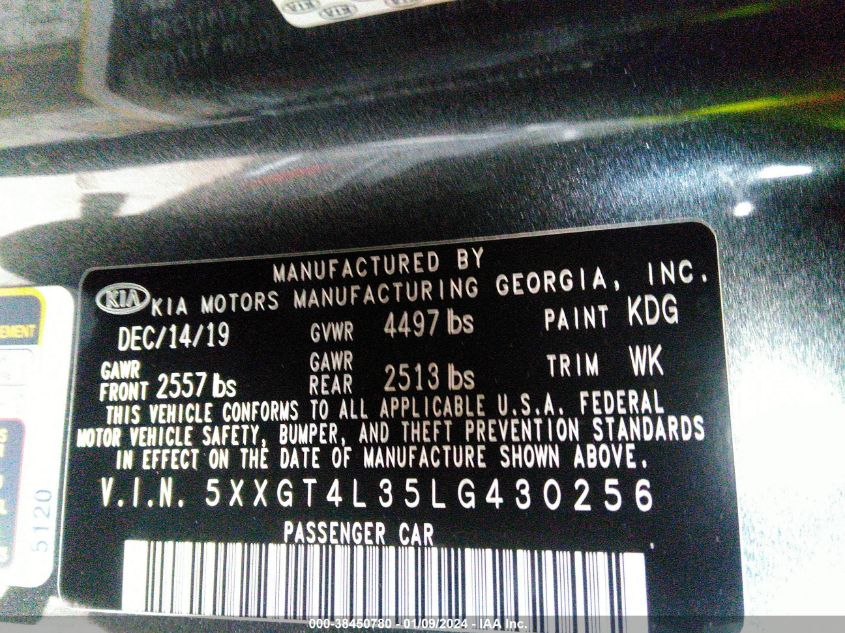 KIA
MANUFACTURED BY
KIA KIA MOTORS MANUFACTURING GEORGIA, INC.
DEC/14/19 GVWR 4497 lbs PAINT KDG
GAWR FRONT 2557 lbs GAWR REAR 2513 lbs TRIM WK
THIS VEHICLE CONFORMS TO ALL APPLICABLE U.S.A. FEDERAL
MOTOR VEHICLE SAFETY, BUMPER, AND THEFT PREVENTION STANDARDS
IN EFFECT ON THE DATE OF MANUFACTURE SHOWN ABOVE.
V.I.N. 5XXGT4L35LG430256
PASSENGER CAR
5120
000-38450780 - 01/09/2024 - IAA Inc.